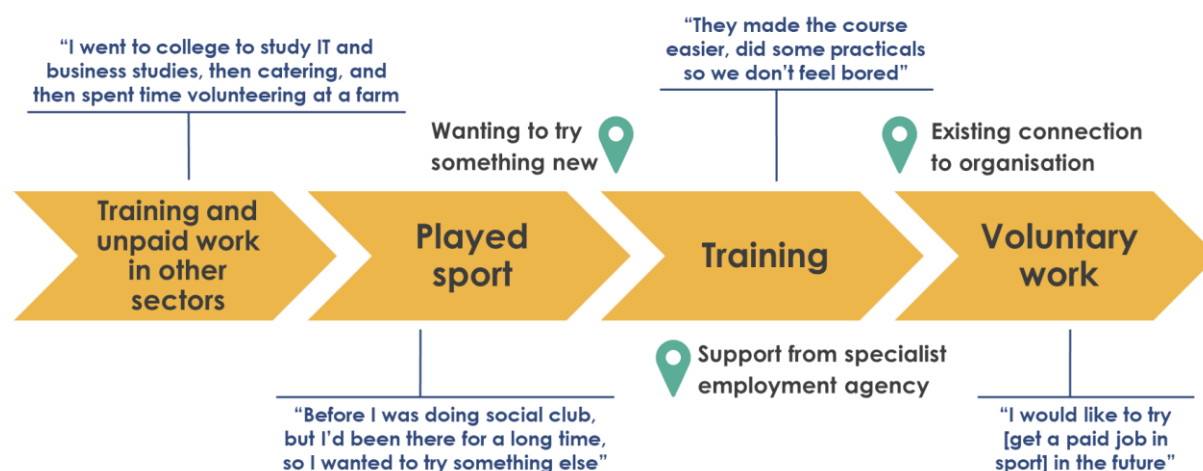 “I went to college to study IT and
business studies, then catering, and
then spent time volunteering at a farm
“They made the course
easier, did some practicals
so we don’t feel bored”
Wanting to try
something new
Existing connection
to organisation
Training and
unpaid work
in other
sectors
Played
sport
Training
Voluntary
work
Support from specialist
employment agency
“Before I was doing social club,
but I’d been there for a long time,
so I wanted to try something else”
“I would like to try
[get a paid job in
sport] in the future”